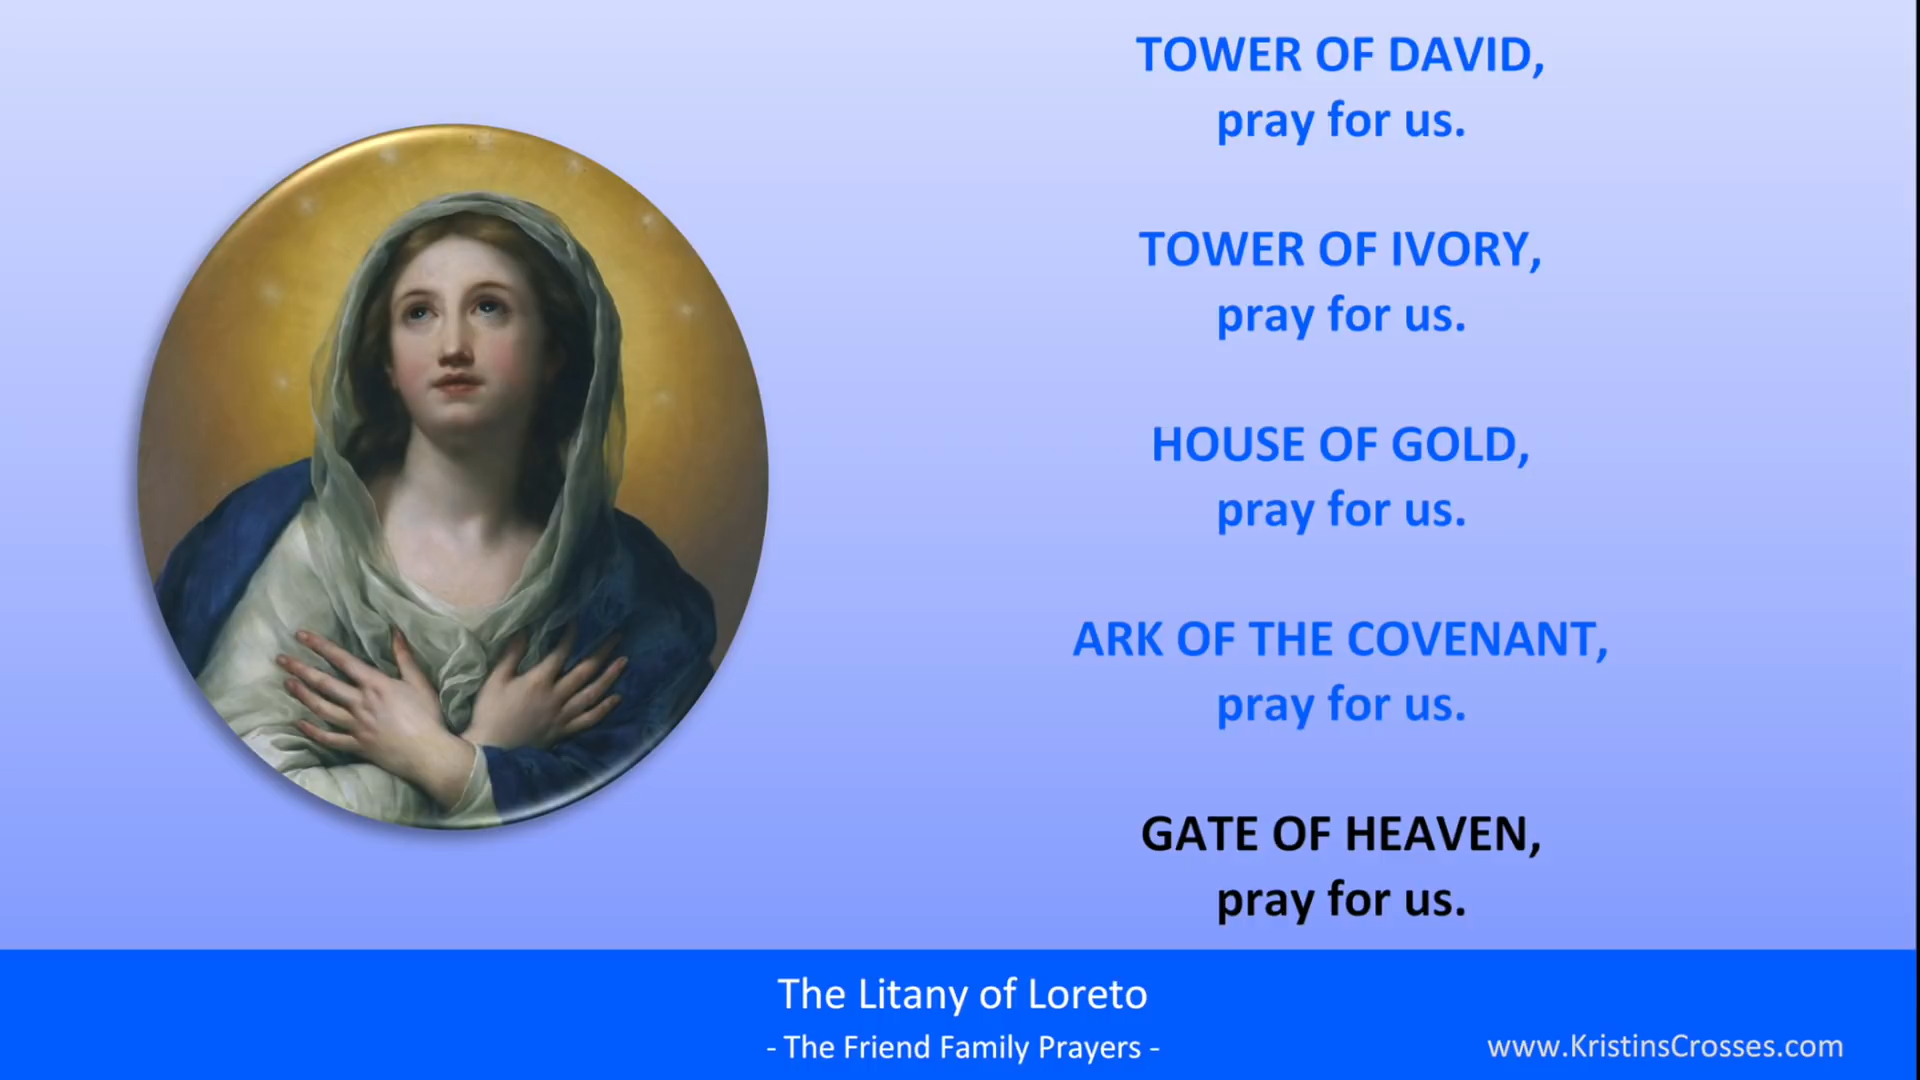 TOWER OF DAVID,
pray for us.
TOWER OF IVORY,
pray for us.
HOUSE OF GOLD,
pray for us.
ARK OF THE COVENANT,
pray for us.
GATE OF HEAVEN,
pray for us.
The Litany of Loreto
- The Friend Family Prayers -
www.KristinsCrosses.com